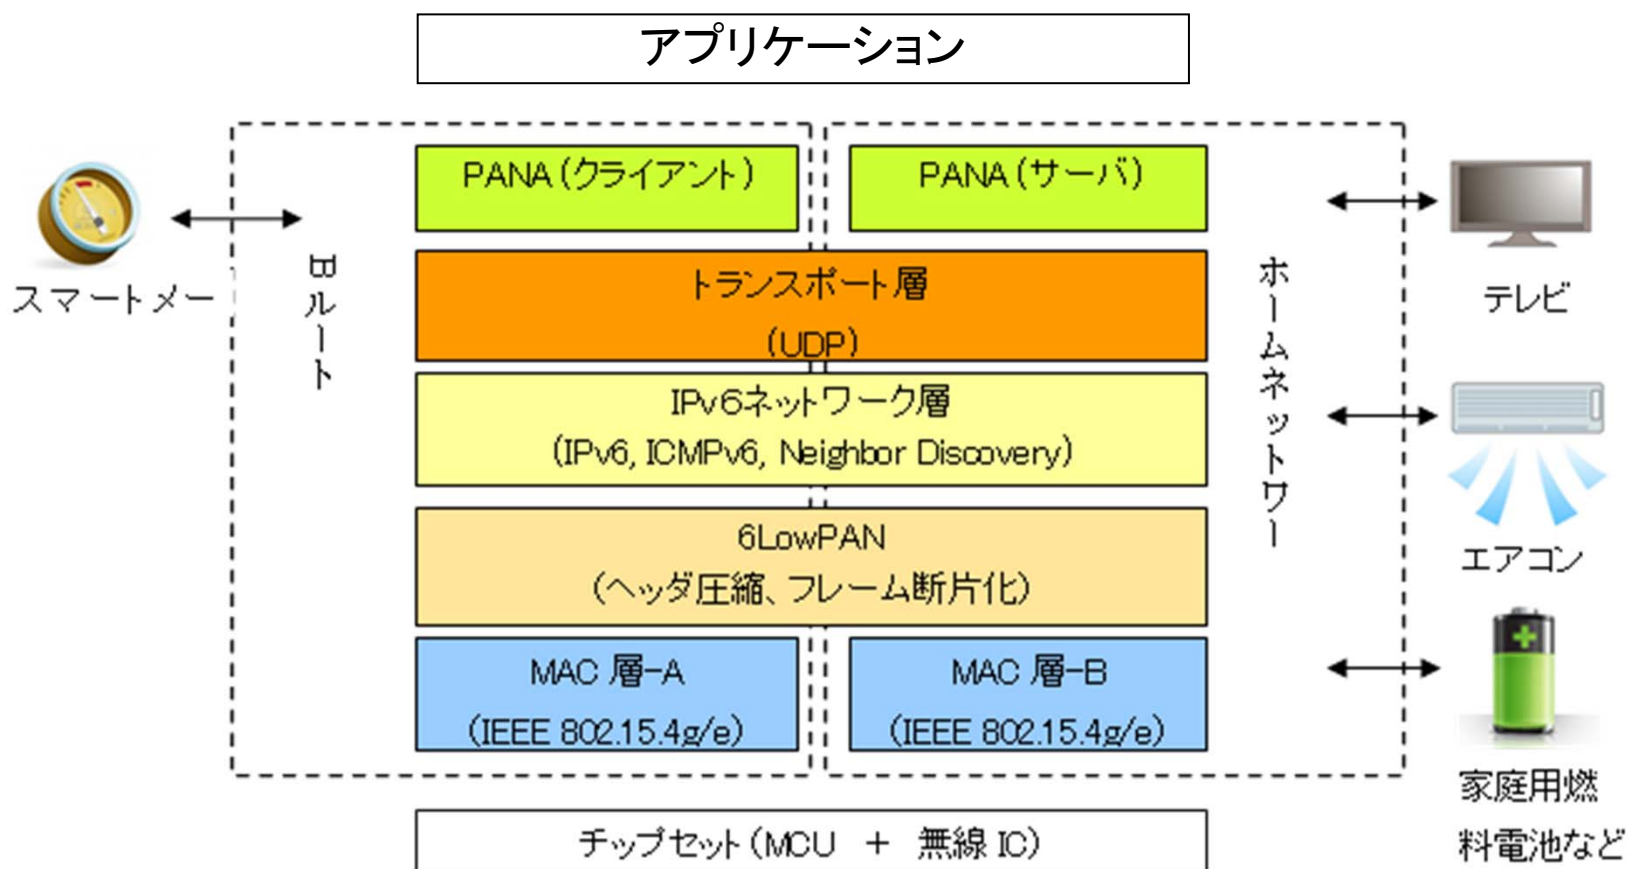 アプリケーション
PANA（クライアント）
PANA（サーバ）
スマートメー
Bルート
トランスポート層
（UDP）
IPv6ネットワーク層
（IPv6, ICMPv6, Neighbor Discovery）
6LowPAN
（ヘッダ圧縮、フレーム断片化）
MAC 層-A
（IEEE 802.15.4g/e）
MAC 層-B
（IEEE 802.15.4g/e）
ホームネットワー
テレビ
エアコン
家庭用燃
料電池など
チップセット（MCU ＋ 無線 IC）